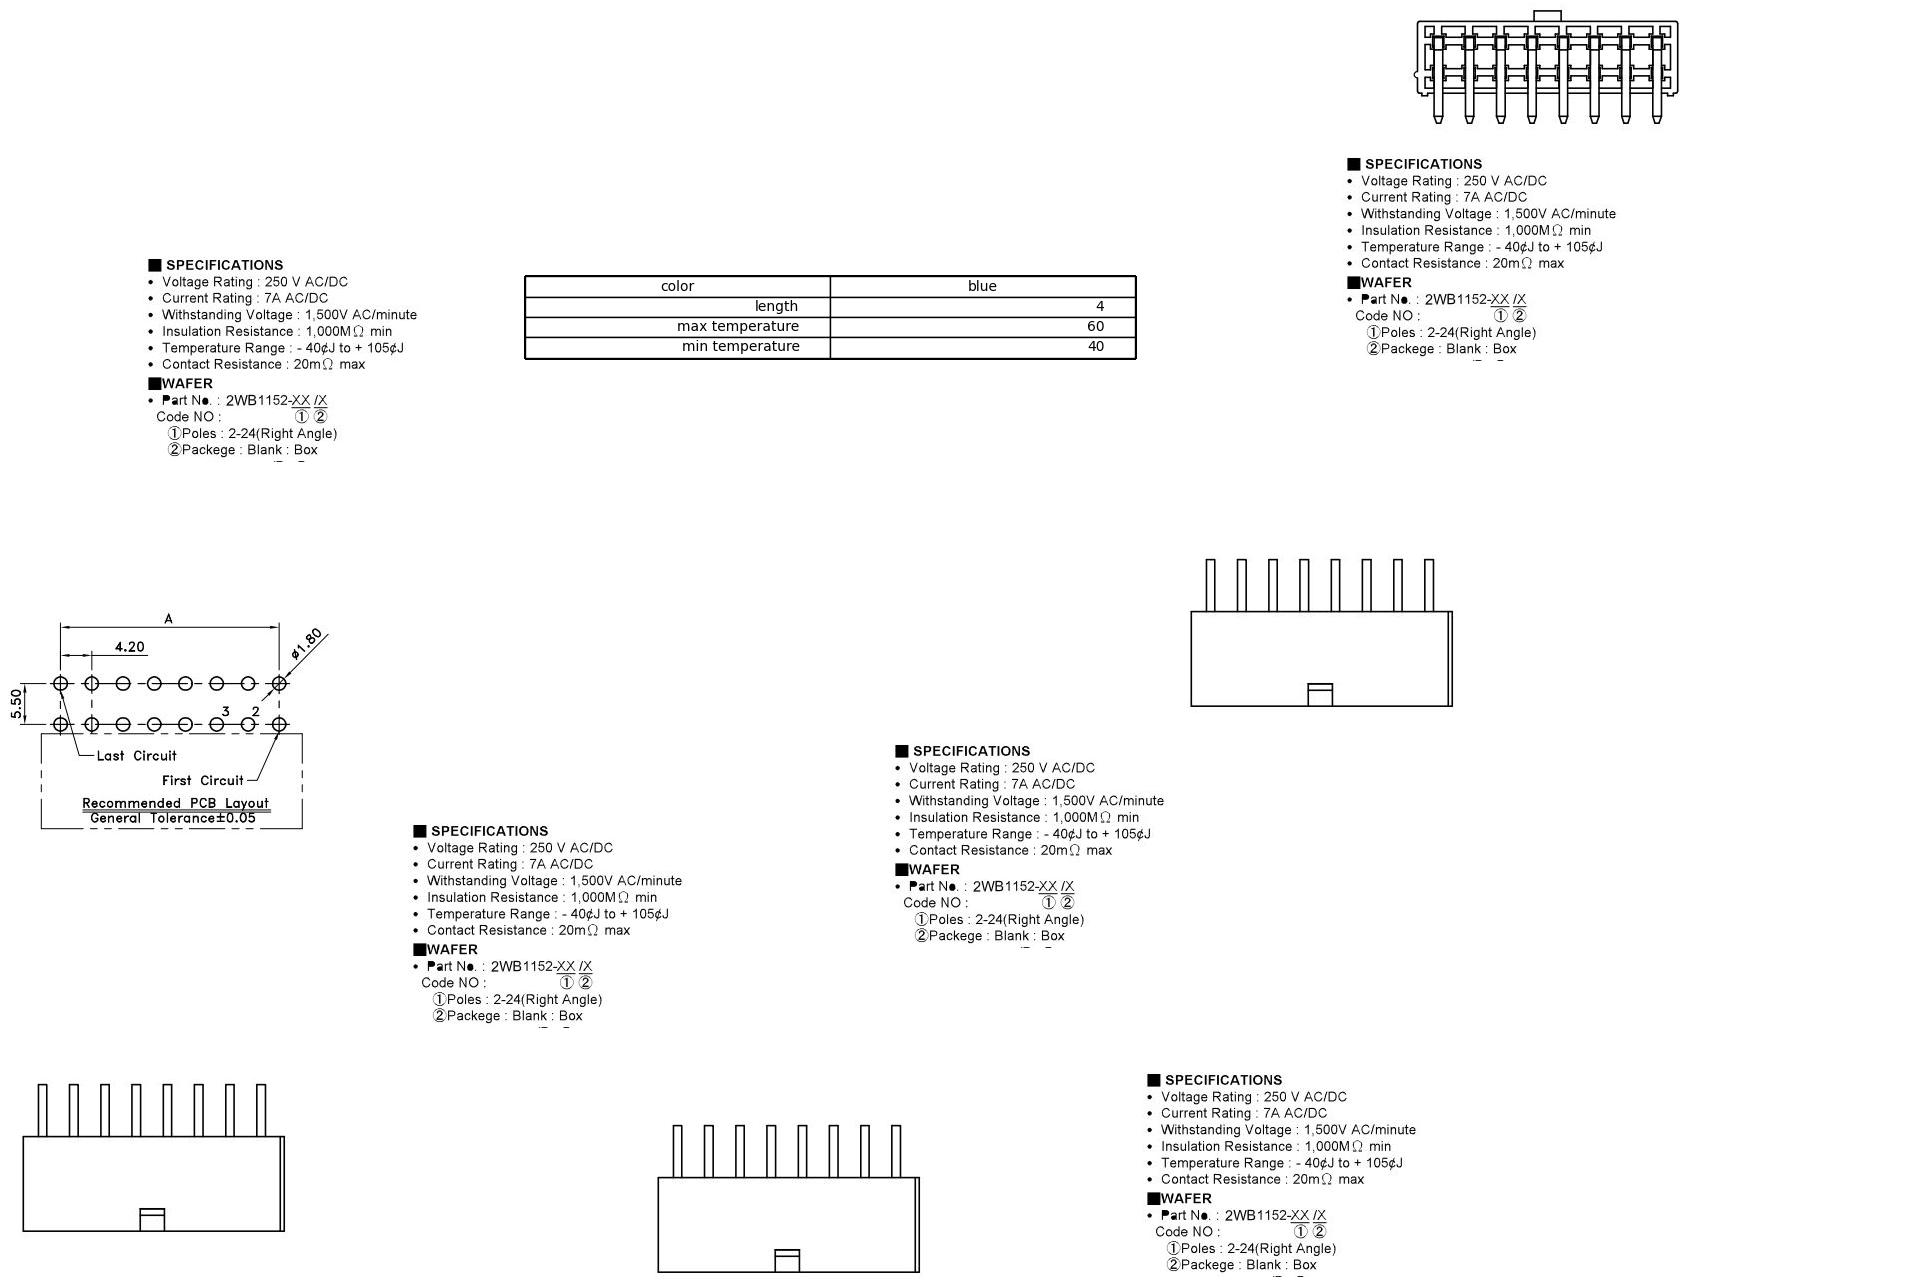 ■ SPECIFICATIONS
• Voltage Rating : 250 V AC/DC
• Current Rating : 7A AC/DC
• Withstanding Voltage : 1,500V AC/minute
• Insulation Resistance : 1,000MΩ min
• Temperature Range : - 40¢J to + 105¢J
• Contact Resistance : 20mΩ max
■WAFER
• Part No. : 2WB1152-XX /X
Code NO : ① ②
①Poles : 2-24(Right Angle)
②Packege : Blank : Box
■ SPECIFICATIONS
• Voltage Rating : 250 V AC/DC
• Current Rating : 7A AC/DC
• Withstanding Voltage : 1,500V AC/minute
• Insulation Resistance : 1,000MΩ min
• Temperature Range : - 40¢J to + 105¢J
• Contact Resistance : 20mΩ max
■WAFER
• Part No. : 2WB1152-XX /X
Code NO : ① ②
①Poles : 2-24(Right Angle)
②Packege : Blank : Box
color blue
length 4
max temperature 60
min temperature 40
A
4.20
ø1.80
5.50
3 2
Last Circuit
First Circuit
Recommended PCB Layout
General Tolerance±0.05
■ SPECIFICATIONS
• Voltage Rating : 250 V AC/DC
• Current Rating : 7A AC/DC
• Withstanding Voltage : 1,500V AC/minute
• Insulation Resistance : 1,000MΩ min
• Temperature Range : - 40¢J to + 105¢J
• Contact Resistance : 20mΩ max
■WAFER
• Part No. : 2WB1152-XX /X
Code NO : ① ②
①Poles : 2-24(Right Angle)
②Packege : Blank : Box
■ SPECIFICATIONS
• Voltage Rating : 250 V AC/DC
• Current Rating : 7A AC/DC
• Withstanding Voltage : 1,500V AC/minute
• Insulation Resistance : 1,000MΩ min
• Temperature Range : - 40¢J to + 105¢J
• Contact Resistance : 20mΩ max
■WAFER
• Part No. : 2WB1152-XX /X
Code NO : ① ②
①Poles : 2-24(Right Angle)
②Packege : Blank : Box
■ SPECIFICATIONS
• Voltage Rating : 250 V AC/DC
• Current Rating : 7A AC/DC
• Withstanding Voltage : 1,500V AC/minute
• Insulation Resistance : 1,000MΩ min
• Temperature Range : - 40¢J to + 105¢J
• Contact Resistance : 20mΩ max
■WAFER
• Part No. : 2WB1152-XX /X
Code NO : ① ②
①Poles : 2-24(Right Angle)
②Packege : Blank : Box